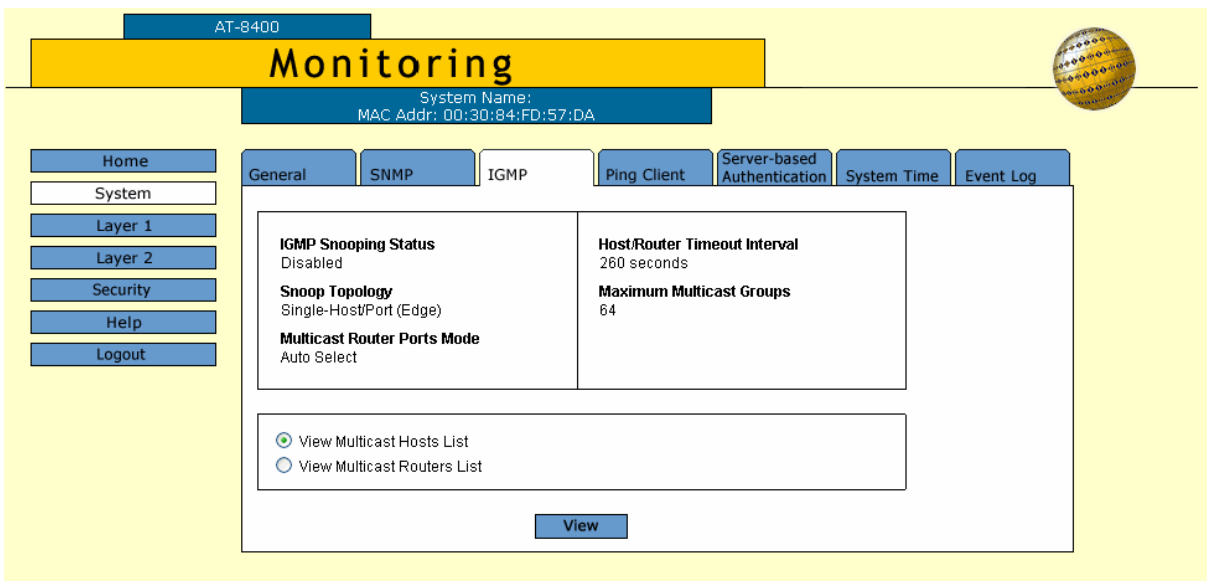 AT-8400
Monitoring
System Name:
MAC Addr: 00:30:84:FD:57:DA
Home
System
Layer 1
Layer 2
Security
Help
Logout
General
SNMP
IGMP
Ping Client
Server-based
Authentication
System Time
Event Log
IGMP Snooping Status
Disabled
Snoop Topology
Single-Host/Port (Edge)
Multicast Router Ports Mode
Auto Select
Host/Router Timeout Interval
260 seconds
Maximum Multicast Groups
64
View Multicast Hosts List
View Multicast Routers List
View